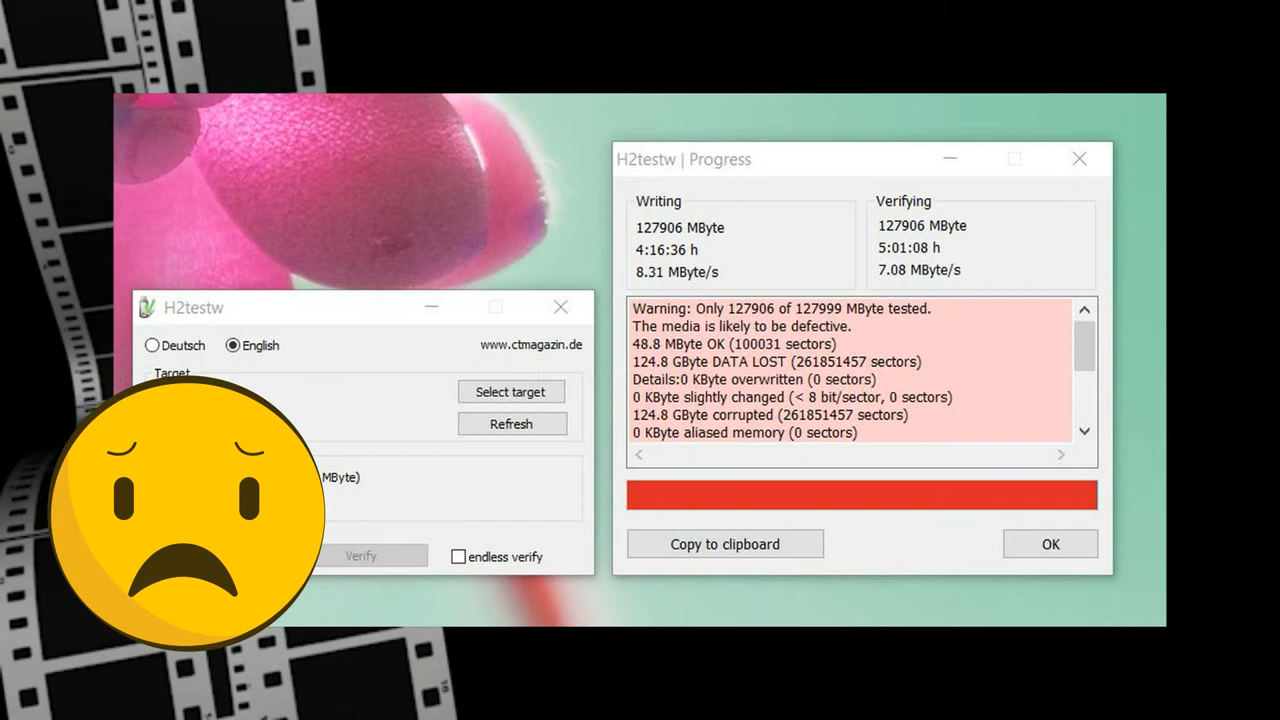 H2testw | Progress
Writing
127906 MByte
4:16:36 h
8.31 MByte/s
Verifying
127906 MByte
5:01:08 h
7.08 MByte/s
Warning: Only 127906 of 127999 MByte tested.
The media is likely to be defective.
48.8 MByte OK (100031 sectors)
124.8 GByte DATA LOST (261851457 sectors)
Details:0 KByte overwritten (0 sectors)
0 KByte slightly changed (< 8 bit/sector, 0 sectors)
124.8 GByte corrupted (261851457 sectors)
0 KByte aliased memory (0 sectors)
Copy to clipboard
OK
H2testw
Deutsch
English
www.ctmagazin.de
Target
Select target
Refresh
MByte)
Verify
endless verify